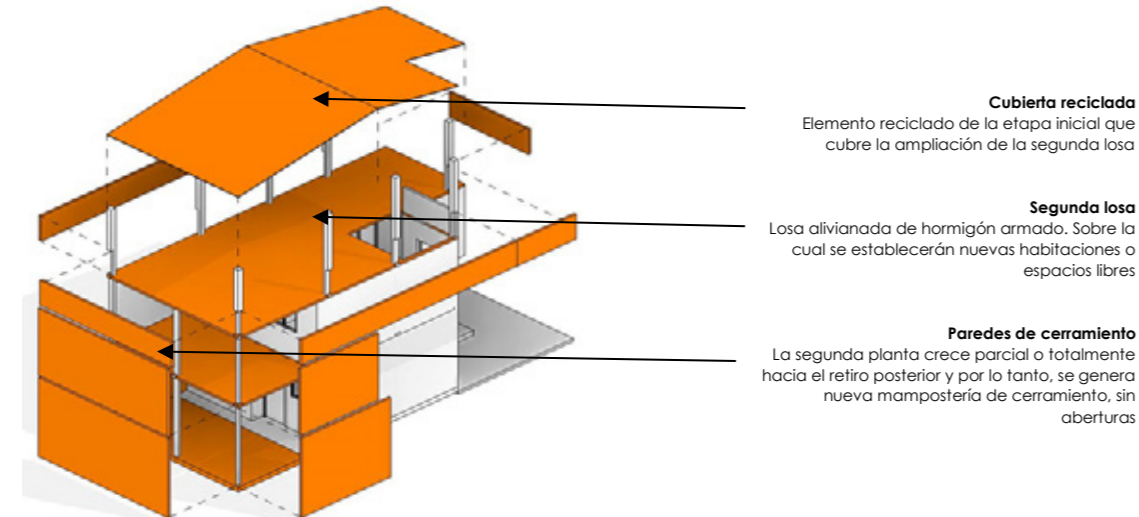 Cubierta reciclada
Elemento reciclado de la etapa inicial que
cubre la ampliación de la segunda losa
Segunda losa
Losa alivianada de hormigón armado. Sobre la
cual se establecerán nuevas habitaciones o
espacios libres
Paredes de cerramiento
La segunda planta crece parcial o totalmente
hacia el retiro posterior y por lo tanto, se genera
nueva mampostería de cerramiento, sin
aberturas